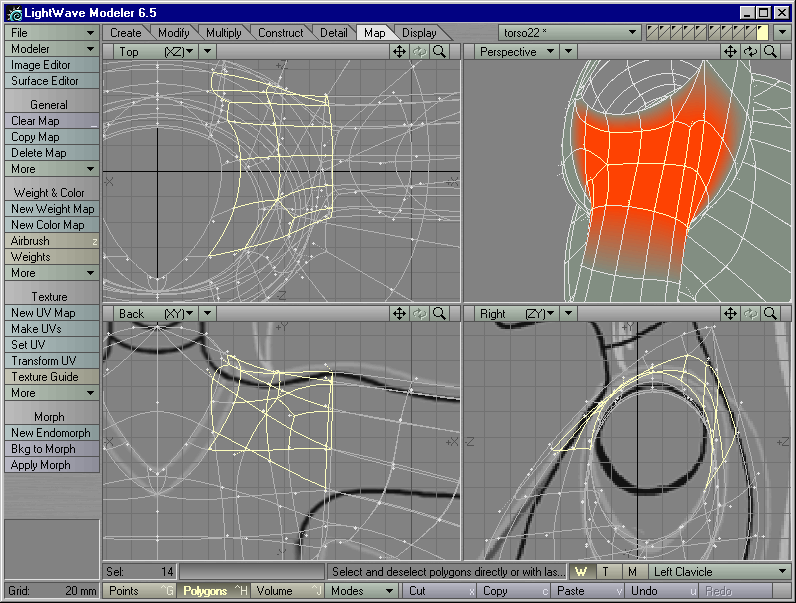 LightWave Modeler 6.5
File
Modeler
Image Editor
Surface Editor
General
Clear Map _
Copy Map
Delete Map
More
Weight & Color
New Weight Map
New Color Map
Airbrush z
Weights
More
Texture
New UV Map
Make UVs
Set UV
Transform UV
Texture Guide
More
Morph
New Endomorph
Bkg to Morph
Apply Morph
Create Modify Multiply Construct Detail Map Display torso22 *
Top (XZ)
Perspective
-Z
-X X
-Z
Back (XY)
Right (ZY)
+Y +Y
-X +X -Z
-Y
Sel: 14 Select and deselect polygons directly or with las... W T M Left Clavicle
Grid: 20 mm Points ^G Polygons ^H Volume ^J Modes Cut x Copy c Paste v Undo u Redo